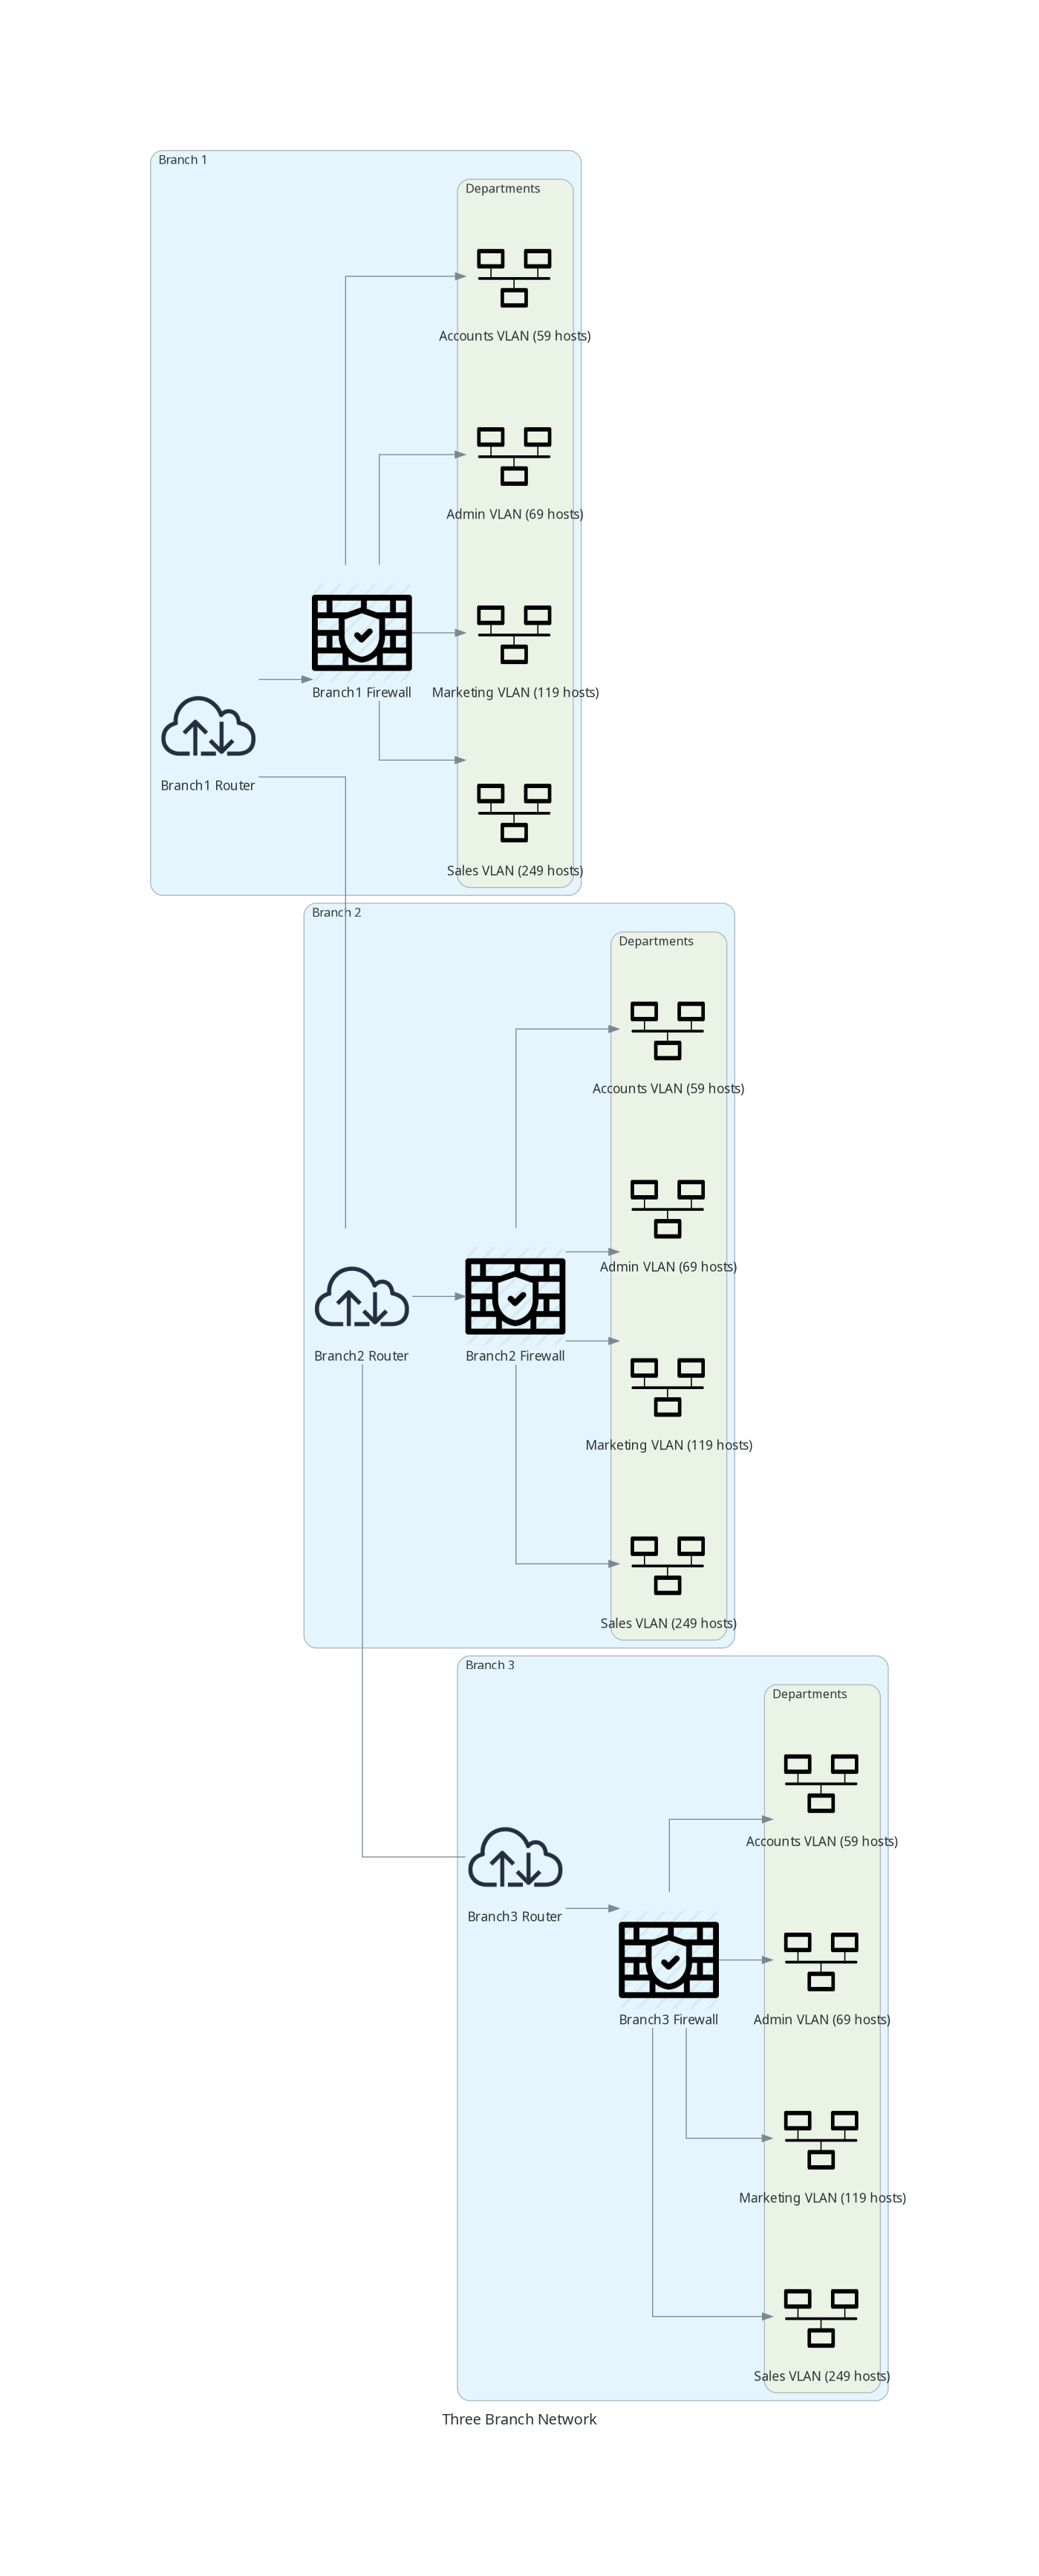 Branch 1
Departments
Accounts VLAN (59 hosts)
Admin VLAN (69 hosts)
Branch1 Firewall
Marketing VLAN (119 hosts)
Branch1 Router
Sales VLAN (249 hosts)
Branch 2
Departments
Accounts VLAN (59 hosts)
Admin VLAN (69 hosts)
Branch2 Router
Branch2 Firewall
Marketing VLAN (119 hosts)
Sales VLAN (249 hosts)
Branch 3
Departments
Accounts VLAN (59 hosts)
Branch3 Router
Branch3 Firewall
Admin VLAN (69 hosts)
Marketing VLAN (119 hosts)
Sales VLAN (249 hosts)
Three Branch Network